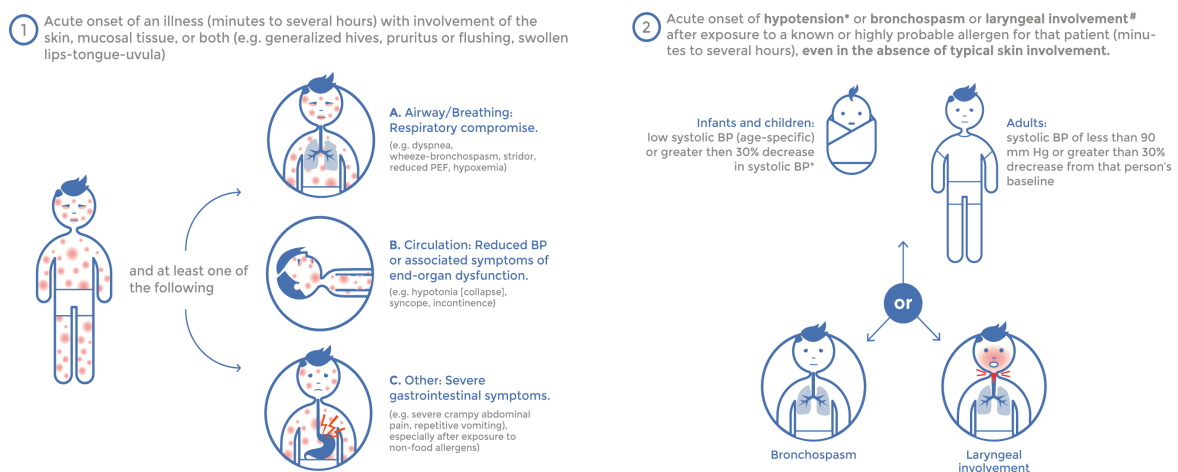 1
Acute onset of an illness (minutes to several hours) with involvement of the
skin, mucosal tissue, or both (e.g. generalized hives, pruritus or flushing, swollen
lips-tongue-uvula)
and at least one of
the following
A. Airway/Breathing:
Respiratory compromise.
(e.g. dyspnea,
wheeze-bronchospasm, stridor,
reduced PEF, hypoxemia)
B. Circulation: Reduced BP
or associated symptoms of
end-organ dysfunction.
(e.g. hypotonia [collapse],
syncope, incontinence)
C. Other: Severe
gastrointestinal symptoms.
(e.g. severe crampy abdominal
pain, repetitive vomiting),
especially after exposure to
non-food allergens)
2
Acute onset of hypotension* or bronchospasm or laryngeal involvement#
after exposure to a known or highly probable allergen for that patient (minu-
tes to several hours), even in the absence of typical skin involvement.
Infants and children:
low systolic BP (age-specific)
or greater then 30% decrease
in systolic BP*
Adults:
systolic BP of less than 90
mm Hg or greater than 30%
drecrease from that person's
baseline
or
Bronchospasm
Laryngeal
involvement